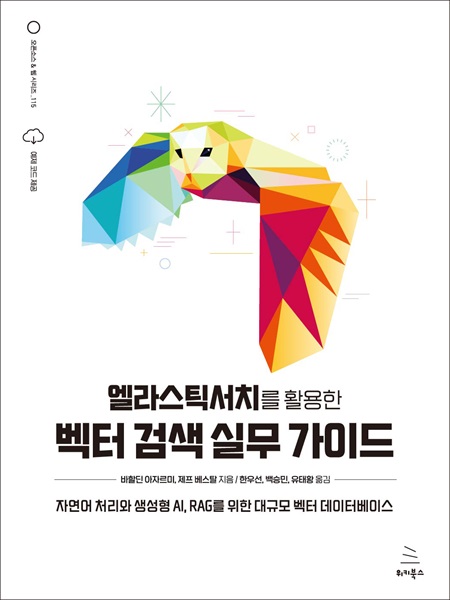 오픈소스 & 웹 시리즈_115
예제 코드 제공
엘라스틱서치를 활용한
벡터 검색 실무 가이드
바할딘 아자르미, 제프 베스탈 지음 / 한우선, 백승민, 유태황 옮김
자연어 처리와 생성형 AI, RAG를 위한 대규모 벡터 데이터베이스
위키북스